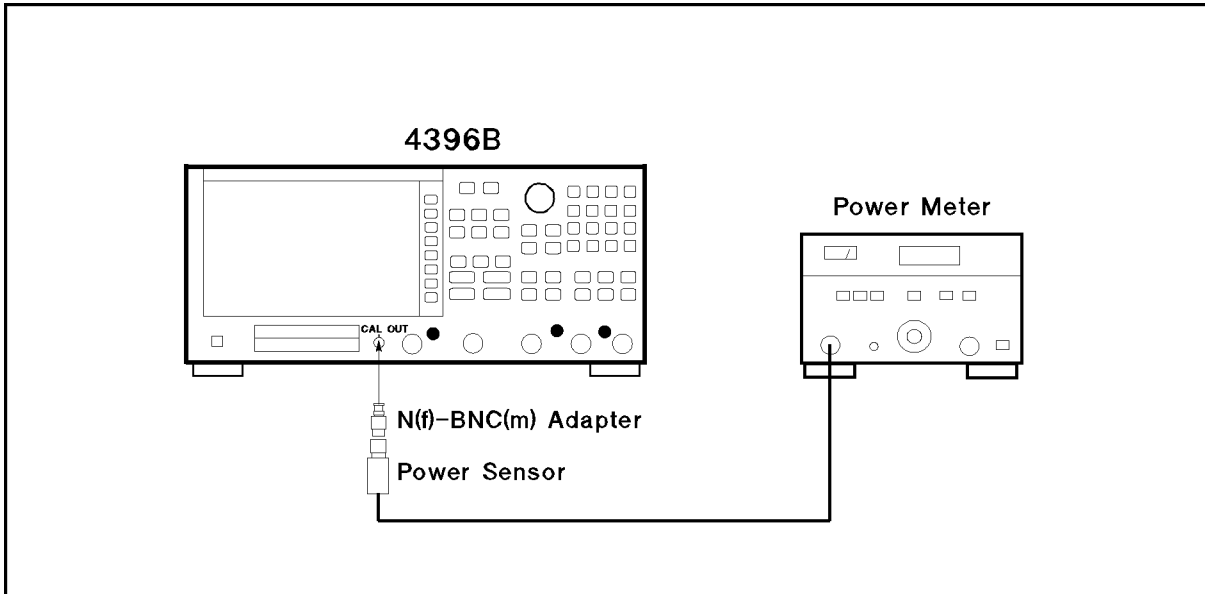 4396B
Power Meter
CAL OUT
N(f)-BNC(m) Adapter
Power Sensor